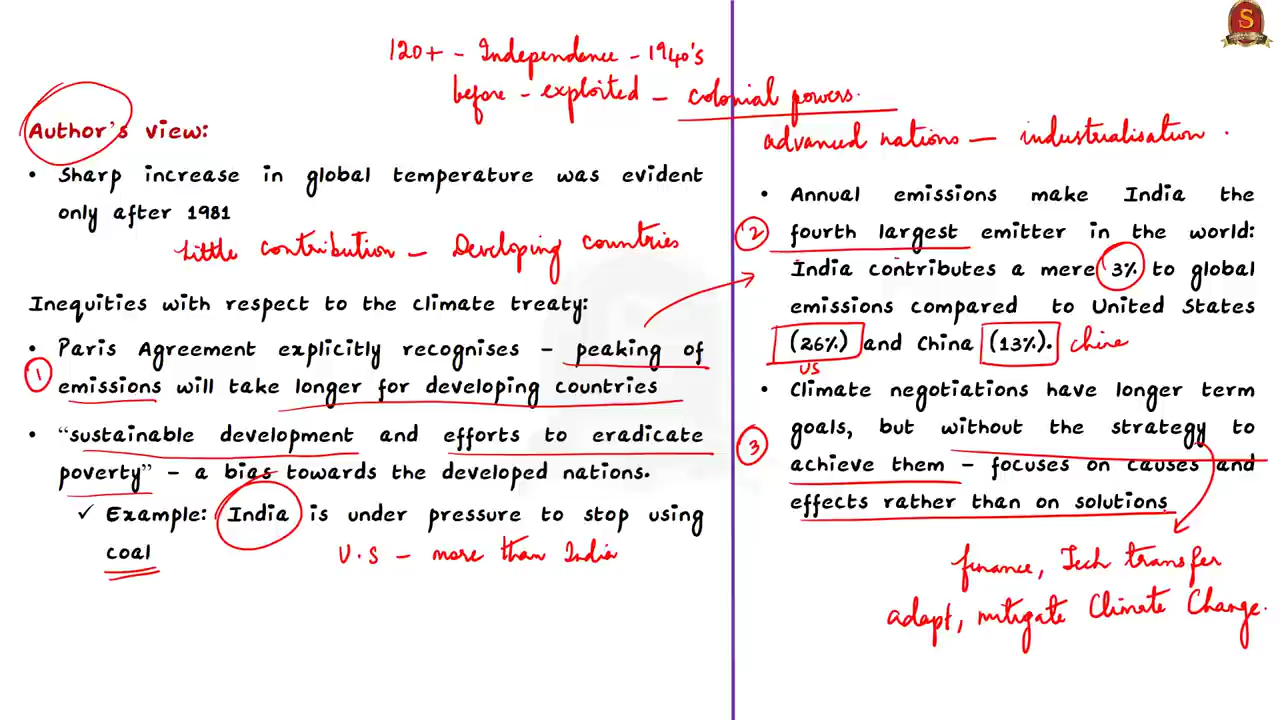 120+ - Independence - 1940's
before - exploited - colonial powers.
Author's view:
• Sharp increase in global temperature was evident
only after 1981
Little contribution - Developing countries
Inequities with respect to the climate treaty:
1
• Paris Agreement explicitly recognises – peaking of
emissions will take longer for developing countries
• “sustainable development and efforts to eradicate
poverty” – a bias towards the developed nations.
✓ Example: India is under pressure to stop using
coal
U.S - more than India
S
advanced nations - industrialisation.
• Annual emissions make India the
2
fourth largest emitter in the world:
India contributes a mere 3% to global
emissions compared to United States
(26%) and China (13%). chine
US
• Climate negotiations have longer term
3
goals, but without the strategy to
achieve them – focuses on causes and
effects rather than on solutions
finance, Tech transfer
adapt, mitigate Climate Change.